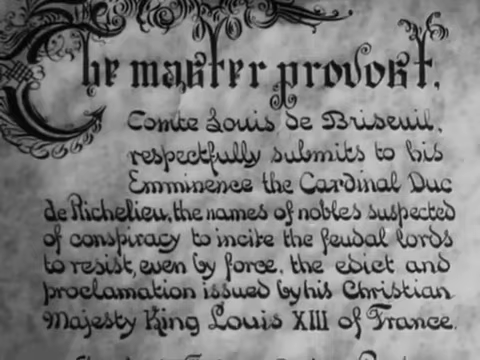 The master provost,
Comte Louis de Briseuil,
respectfully submits to his
Emminence the Cardinal Duc
de Richelieu, the names of nobles suspected
of conspiracy to incite the feudal lords
to resist, even by force, the edict and
proclamation issued by his Christian
Majesty King Louis XIII of France.